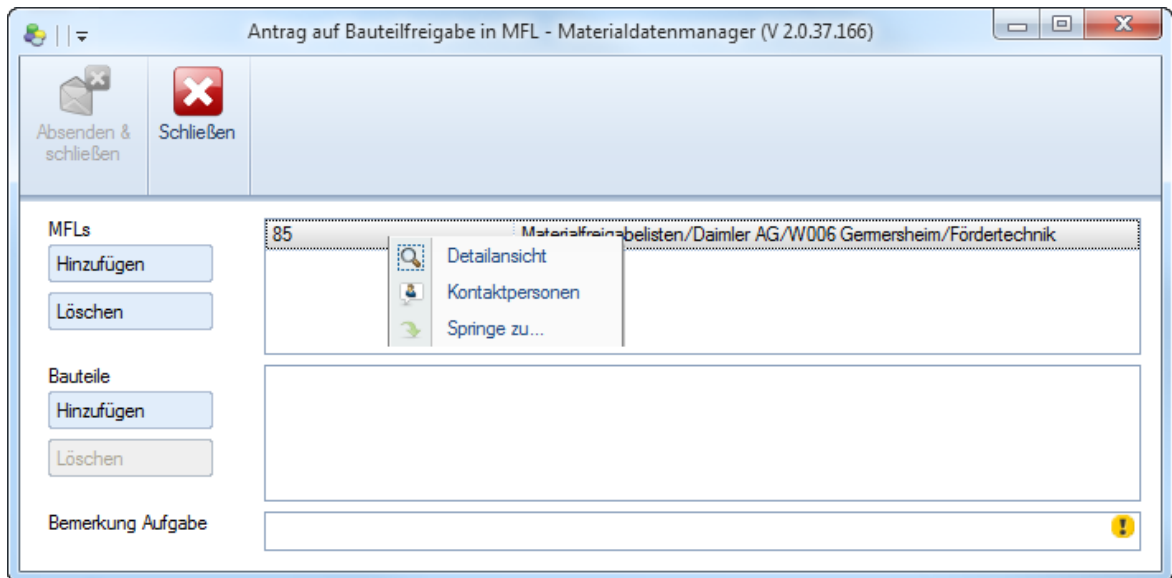 Antrag auf Bauteilfreigabe in MFL - Materialdatenmanager (V 2.0.37.166)
Absenden &
schließen
Schließen
MFLs
Hinzufügen
Löschen
85 Materialfreigabelisten/Daimler AG/W006 Germersheim/Fördertechnik
Detailansicht
Kontaktpersonen
Springe zu...
Bauteile
Hinzufügen
Löschen
Bemerkung Aufgabe